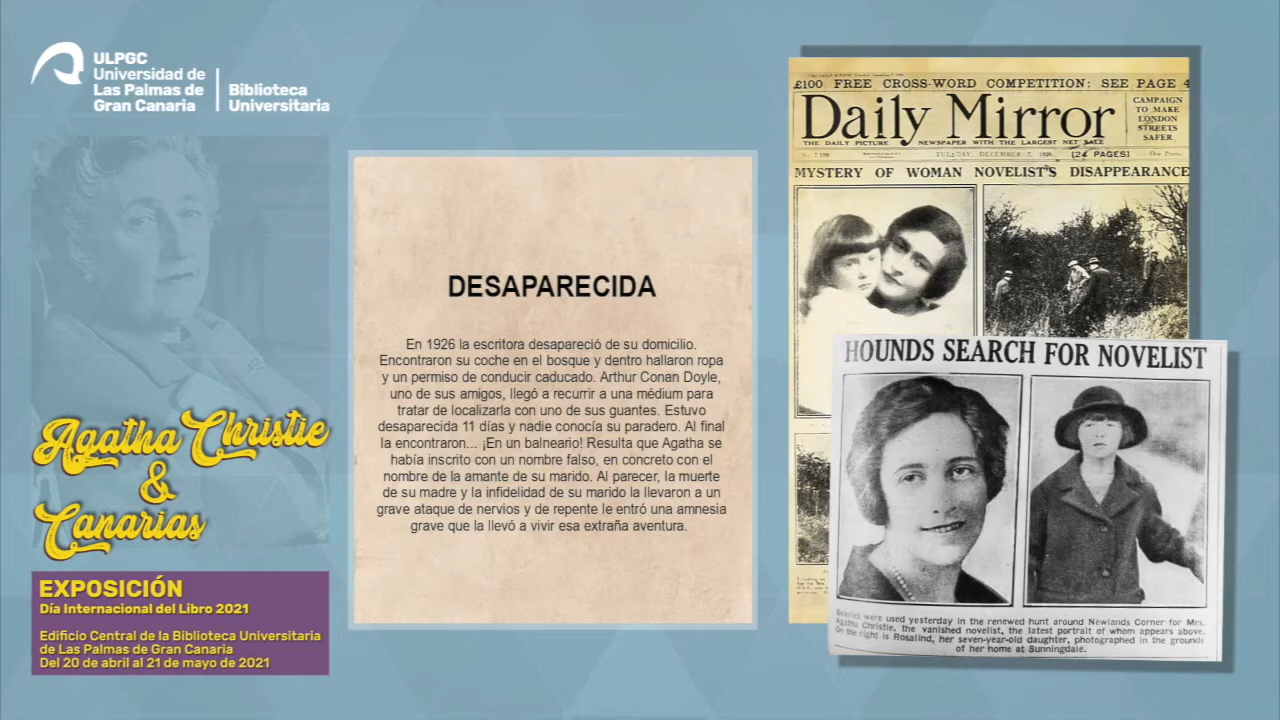 ULPGC
Universidad de
Las Palmas de
Gran Canaria
Biblioteca
Universitaria
Agatha Christie
&
Canarias
EXPOSICIÓN
Día Internacional del Libro 2021
Edificio Central de la Biblioteca Universitaria
de Las Palmas de Gran Canaria
Del 20 de abril al 21 de mayo de 2021
DESAPARECIDA
En 1926 la escritora desapareció de su domicilio.
Encontraron su coche en el bosque y dentro hallaron ropa
y un permiso de conducir caducado. Arthur Conan Doyle,
uno de sus amigos, llegó a recurrir a una médium para
tratar de localizarla con uno de sus guantes. Estuvo
desaparecida 11 días y nadie conocía su paradero. Al final
la encontraron... ¡En un balneario! Resulta que Agatha se
había inscrito con un nombre falso, en concreto con el
nombre de la amante de su marido. Al parecer, la muerte
de su madre y la infidelidad de su marido la llevaron a un
grave ataque de nervios y de repente le entró una amnesia
grave que la llevó a vivir esa extraña aventura.
£100 FREE CROSS-WORD COMPETITION: SEE PAGE 4
Daily Mirror
CAMPAIGN
TO MAKE
LONDON
STREETS
SAFER
THE DAILY PICTURE NEWSPAPER WITH THE LARGEST NET SALE
TUESDAY, DECEMBER 7, 1926 [24 PAGES]
MYSTERY OF WOMAN NOVELIST'S DISAPPEARANCE
HOUNDS SEARCH FOR NOVELIST
Beagles were used yesterday in the renewed hunt around Newlands Corner for Mrs.
Agatha Christie, the vanished novelist, the latest portrait of whom appears above.
On the right is Rosalind, her seven-year-old daughter, photographed in the grounds
of her home at Sunningdale.